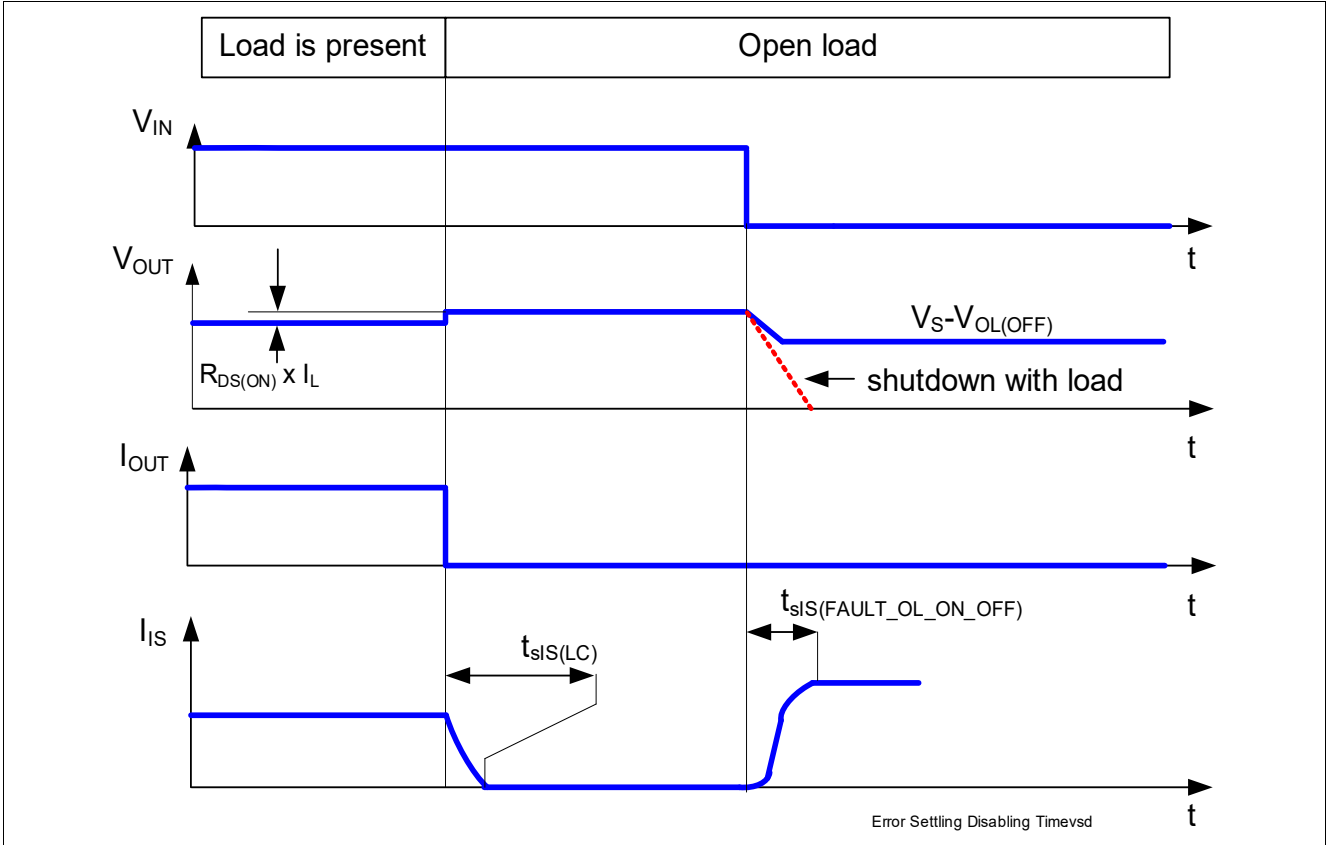 Load is present
Open load
VIN
t
VOUT
VS-VOL(OFF)
RDS(ON) x IL
shutdown with load
t
IOUT
t
tsIS(FAULT_OL_ON_OFF)
IIS
tsIS(LC)
t
Error Settling Disabling Timevsd